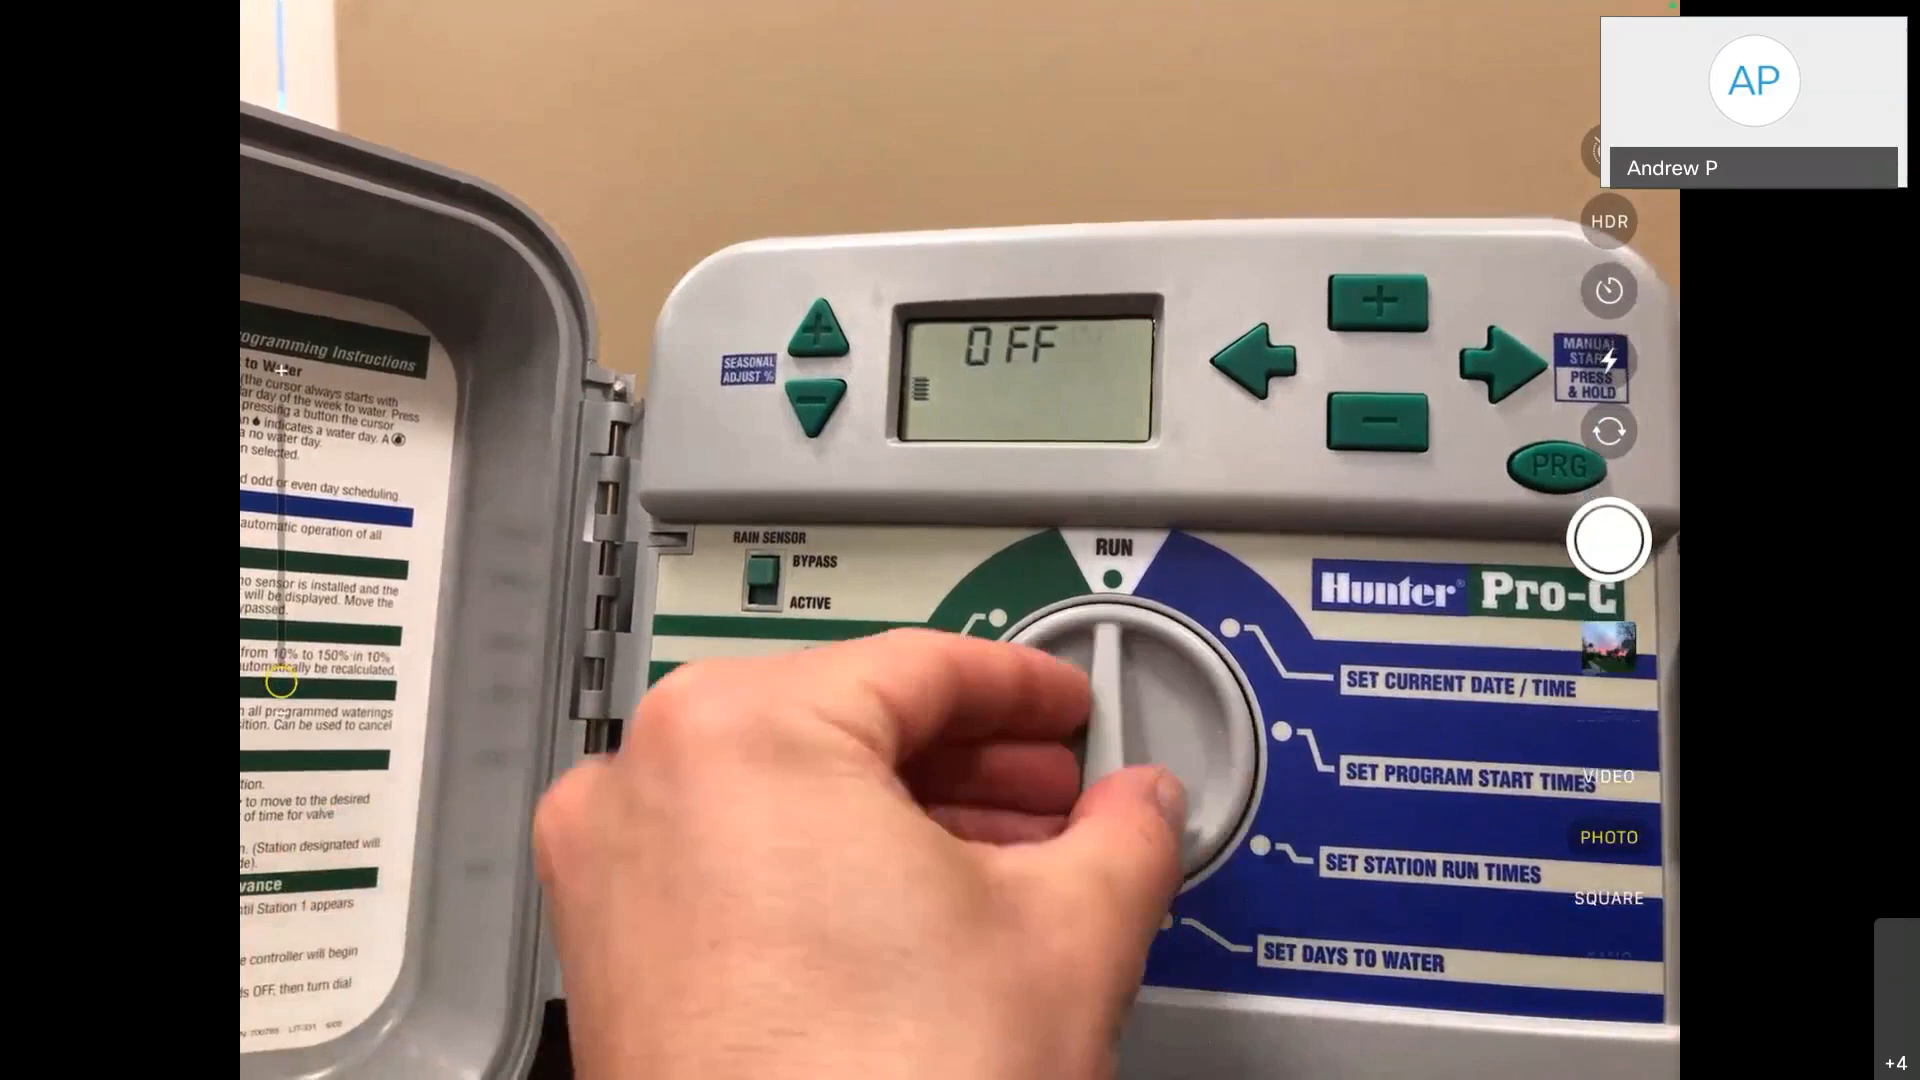 AP
Andrew P
HDR
OFF
SEASONAL
ADJUST %
+
−
+
−
MANUAL
START
PRESS
& HOLD
PRG
RAIN SENSOR
BYPASS
ACTIVE
RUN
Hunter® Pro-C
SET CURRENT DATE / TIME
SET PROGRAM START TIMES
SET STATION RUN TIMES
SET DAYS TO WATER
VIDEO
PHOTO
SQUARE
+4
Programming Instructions
to Water
(the cursor always starts with
day of the week to water. Press
pressing a button the cursor
indicates a water day. A
a no water day.
selected.
odd or even day scheduling
automatic operation of all
no sensor is installed and the
will be displayed. Move the
from 10% to 150% in 10%
automatically be recalculated.
all programmed waterings
Can be used to cancel
to move to the desired
of time for valve
(Station designated will
Station 1 appears
controller will begin
OFF, then turn dial